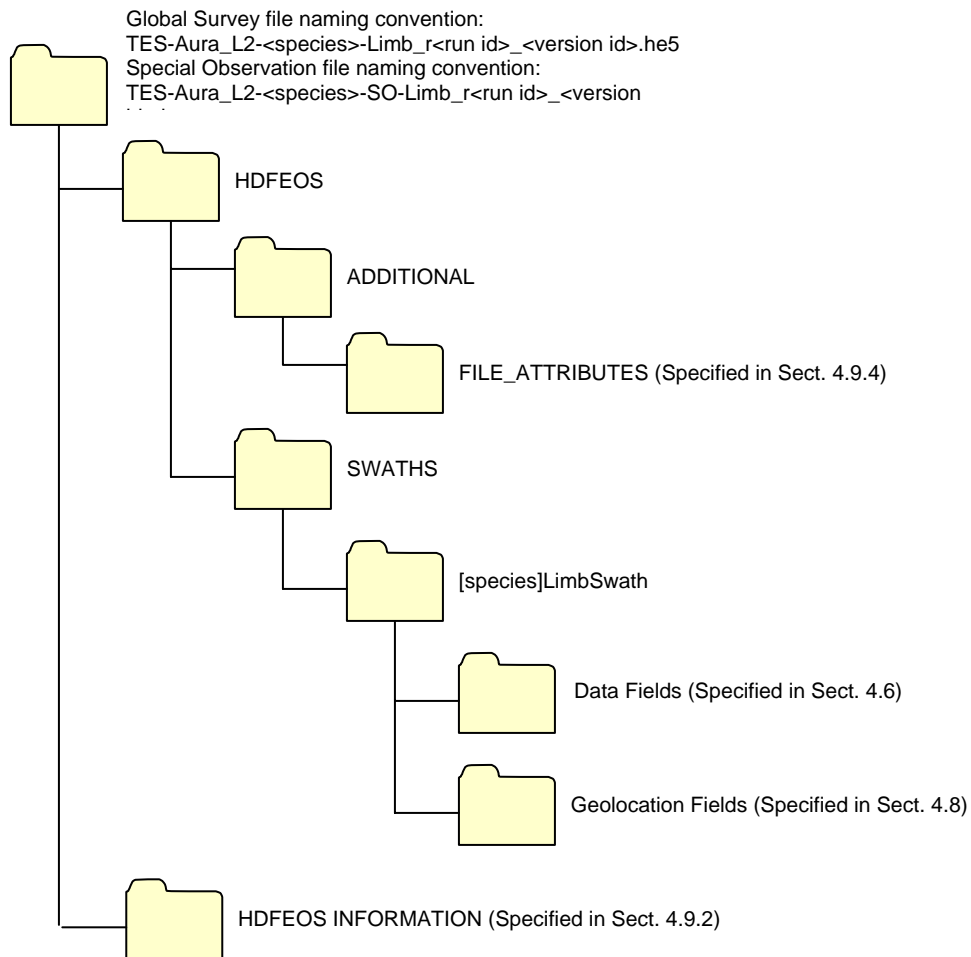 Global Survey file naming convention:
TES-Aura_L2-<species>-Limb_r<run id>_<version id>.he5
Special Observation file naming convention:
TES-Aura_L2-<species>-SO-Limb_r<run id>_<version
HDFEOS
ADDITIONAL
FILE_ATTRIBUTES (Specified in Sect. 4.9.4)
SWATHS
[species]LimbSwath
Data Fields (Specified in Sect. 4.6)
Geolocation Fields (Specified in Sect. 4.8)
HDFEOS INFORMATION (Specified in Sect. 4.9.2)